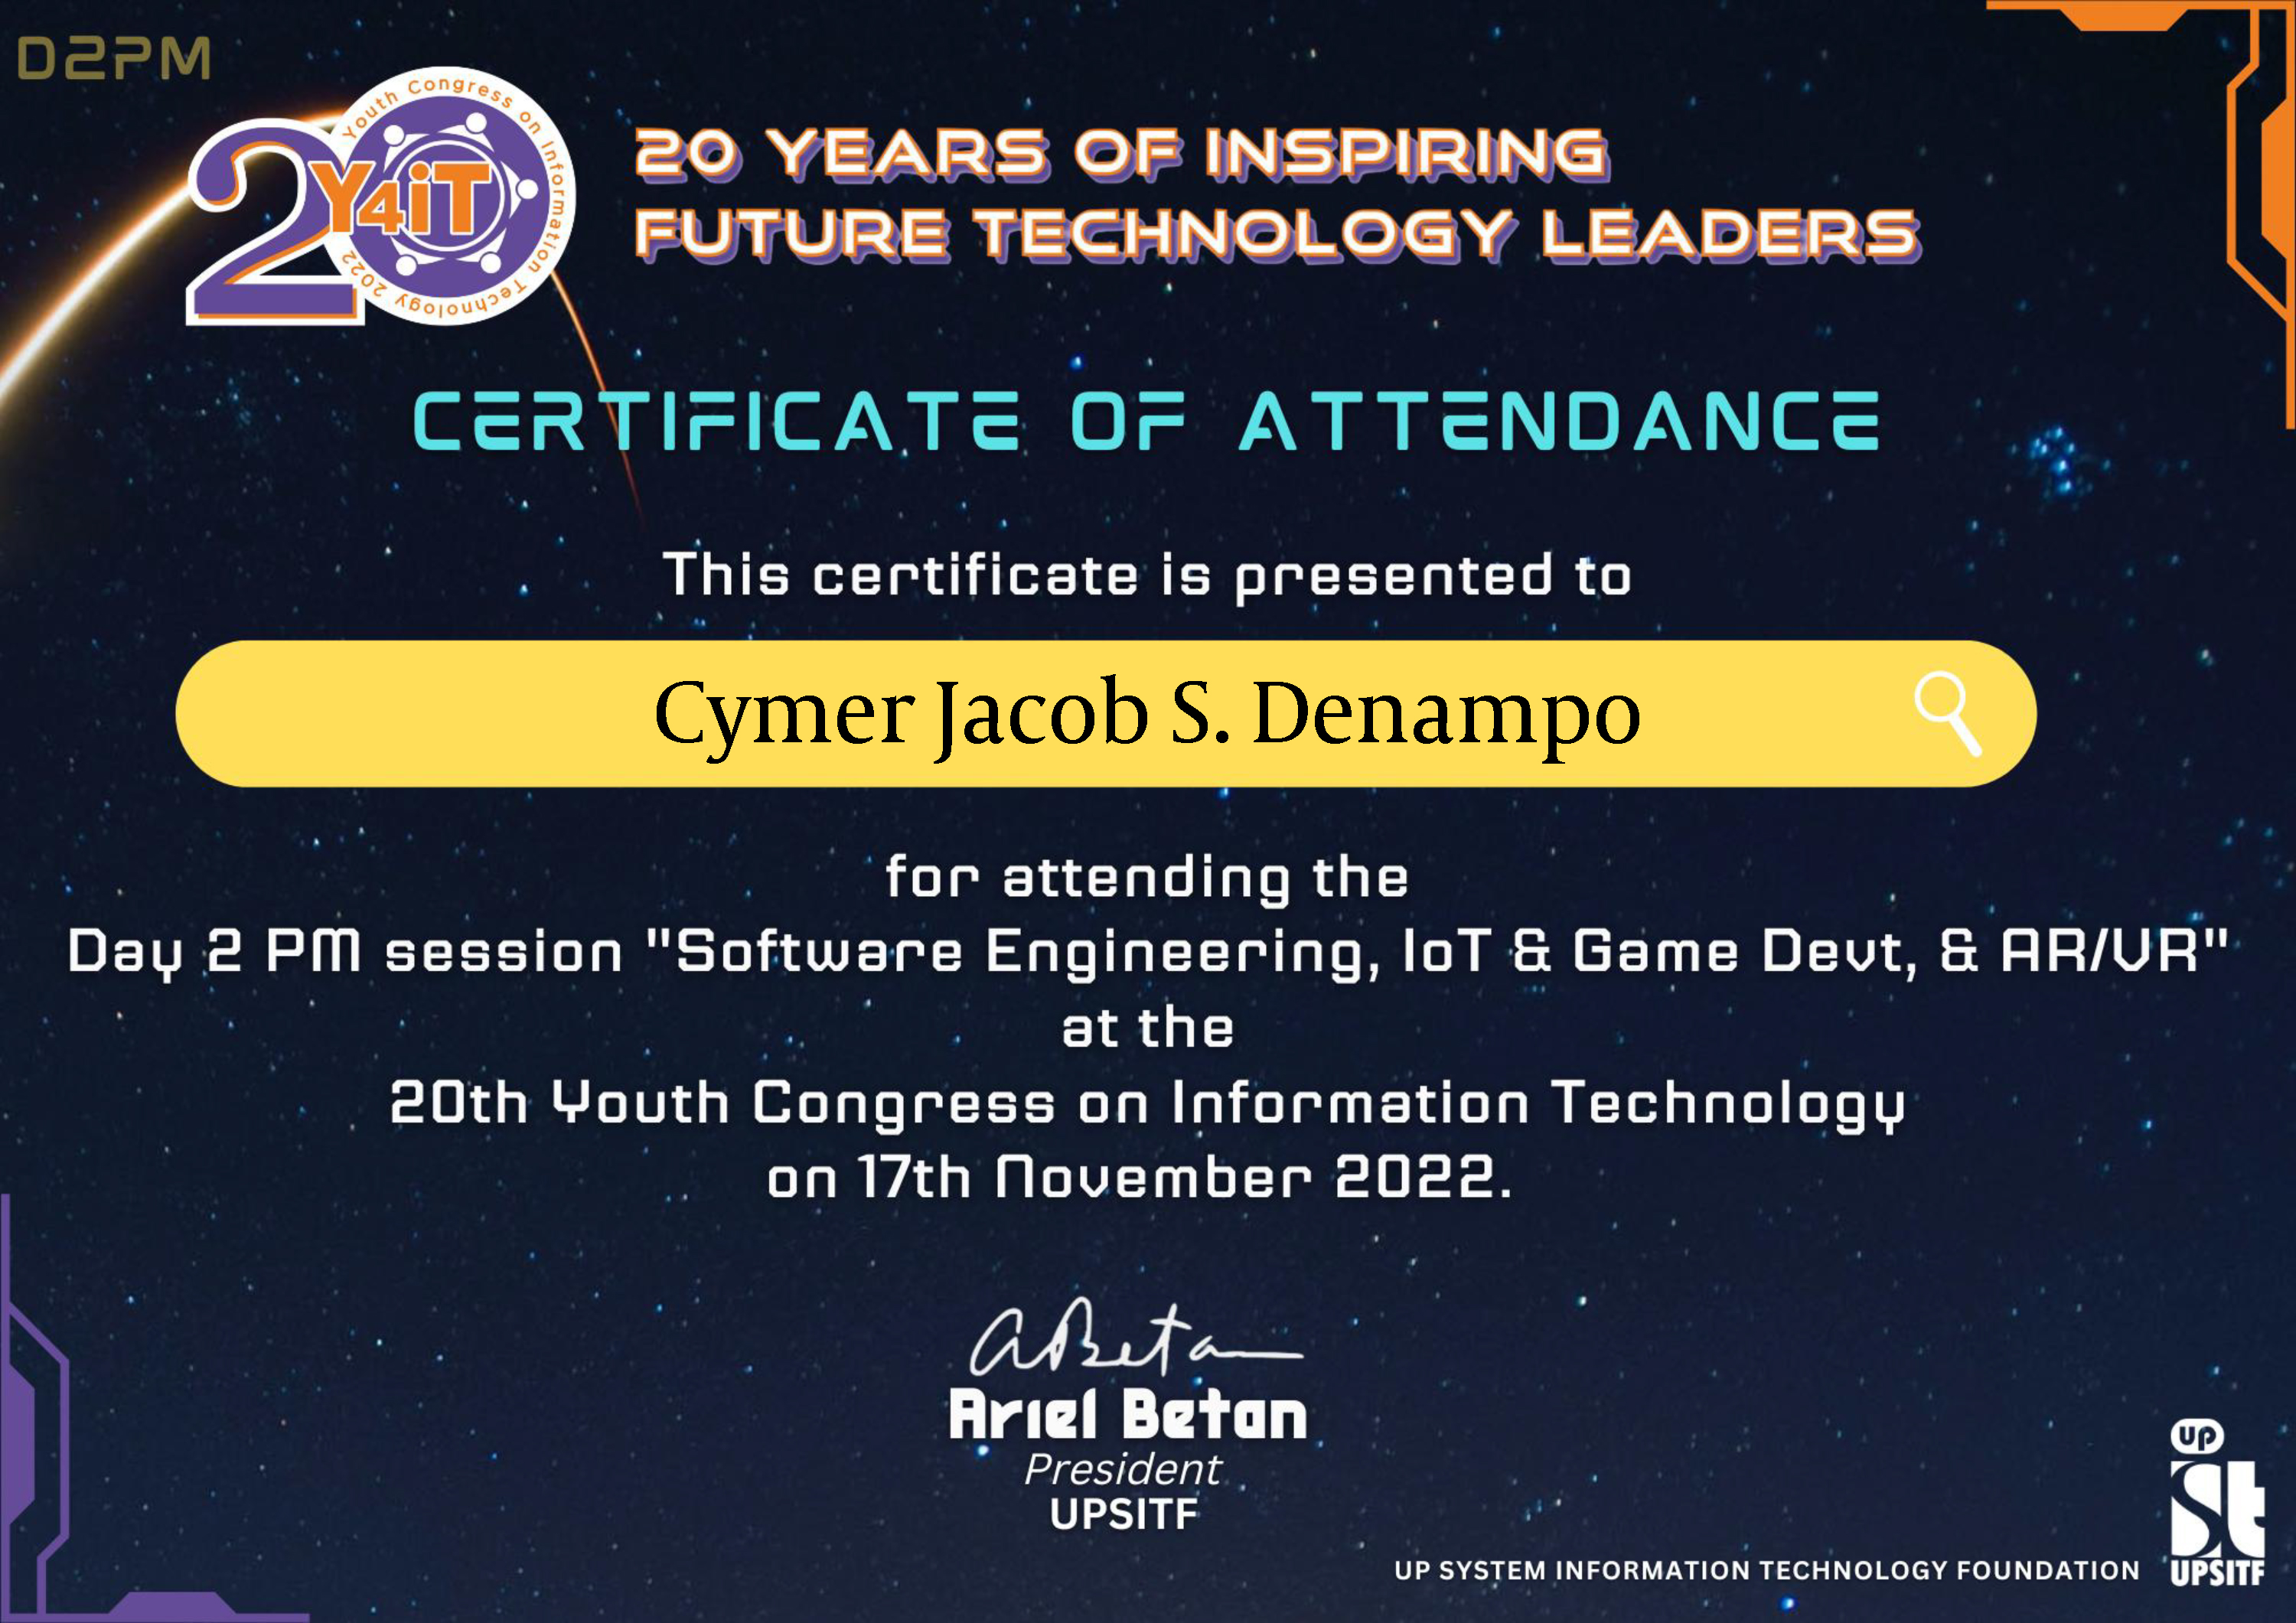 D2PM
Youth Congress on Information Technology 2022
2
Y4iT
20 YEARS OF INSPIRING
FUTURE TECHNOLOGY LEADERS
CERTIFICATE OF ATTENDANCE
This certificate is presented to
Cymer Jacob S. Denampo
for attending the
Day 2 PM session "Software Engineering, IoT & Game Devt, & AR/VR"
at the
20th Youth Congress on Information Technology
on 17th November 2022.
aBeta
Ariel Betan
President
UPSITF
UP
st
UPSITF
UP SYSTEM INFORMATION TECHNOLOGY FOUNDATION